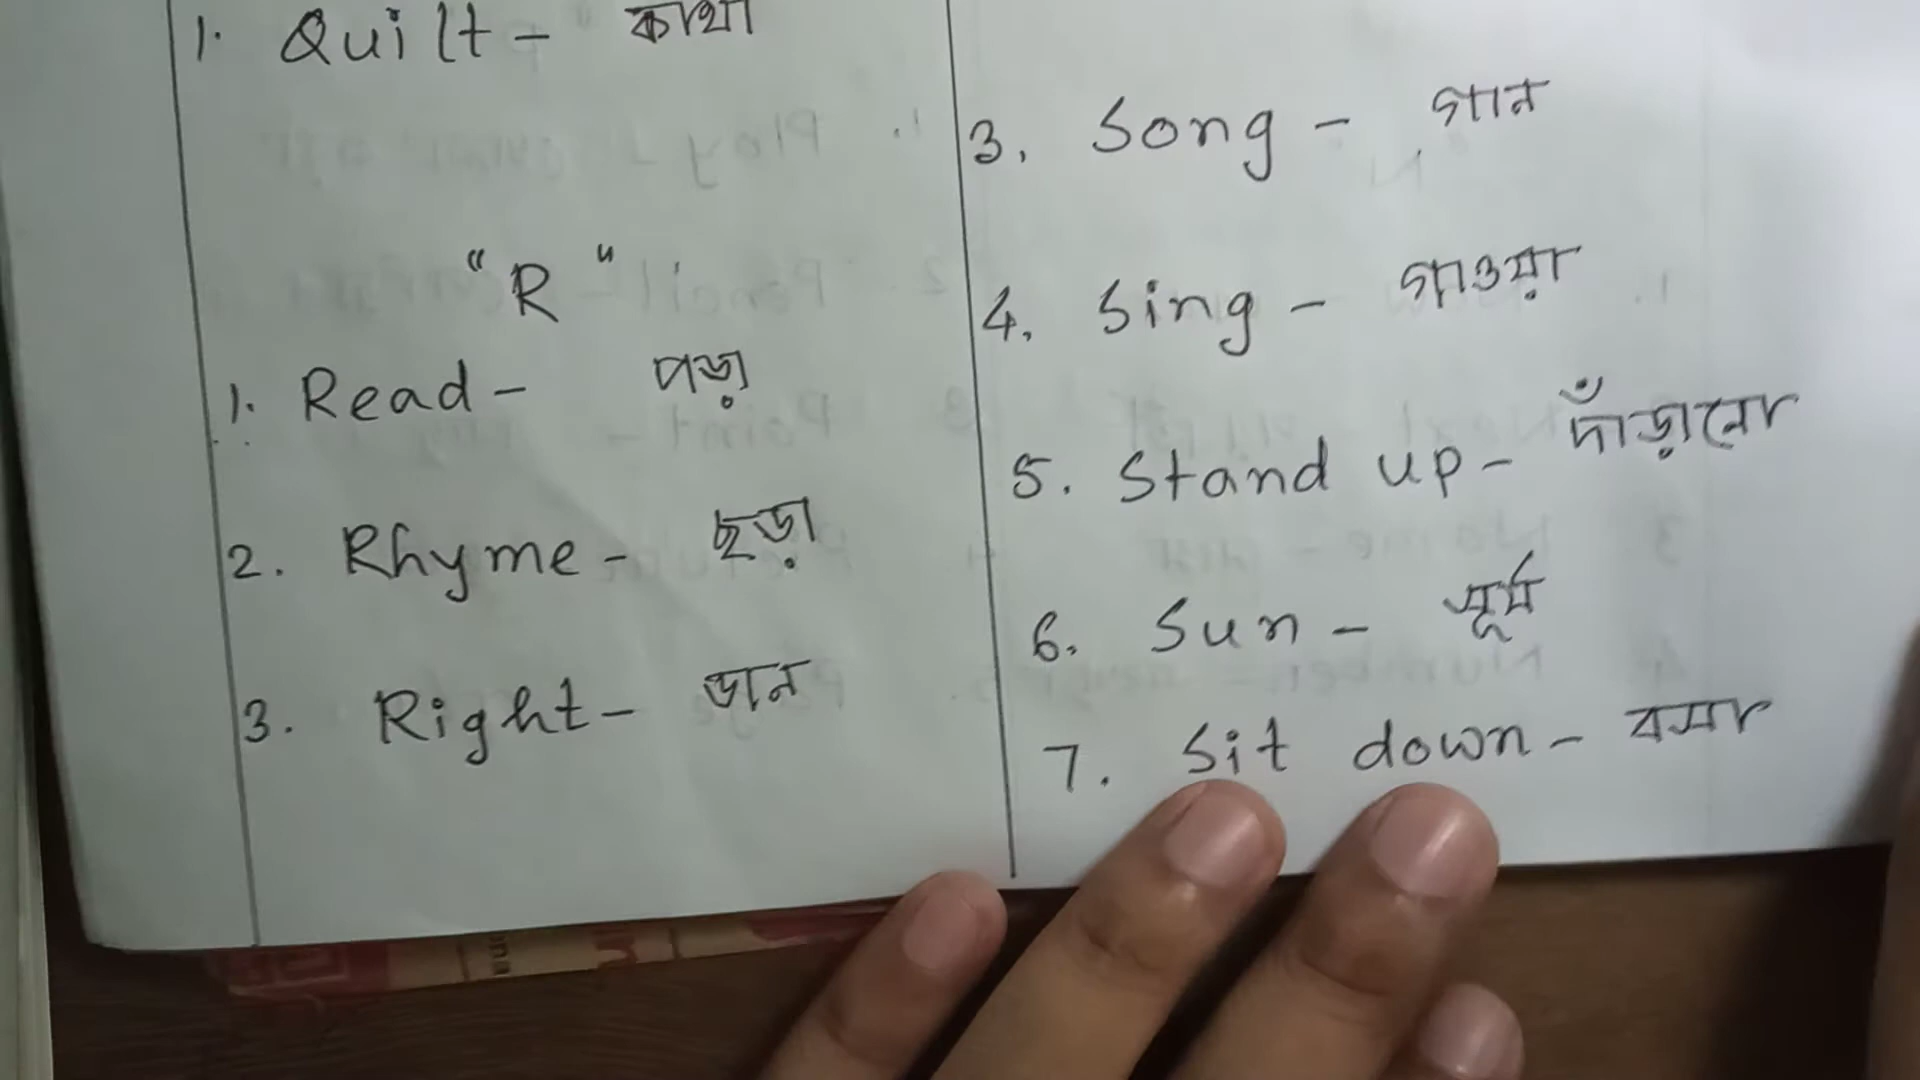 1. Quilt - কাথা
"R"
1. Read - পড়া
2. Rhyme - ছড়া
3. Right - ডান
3. Song - গান
4. Sing - গাওয়া
5. Stand up - দাঁড়ানো
6. Sun - সূর্য
7. Sit down - বসা